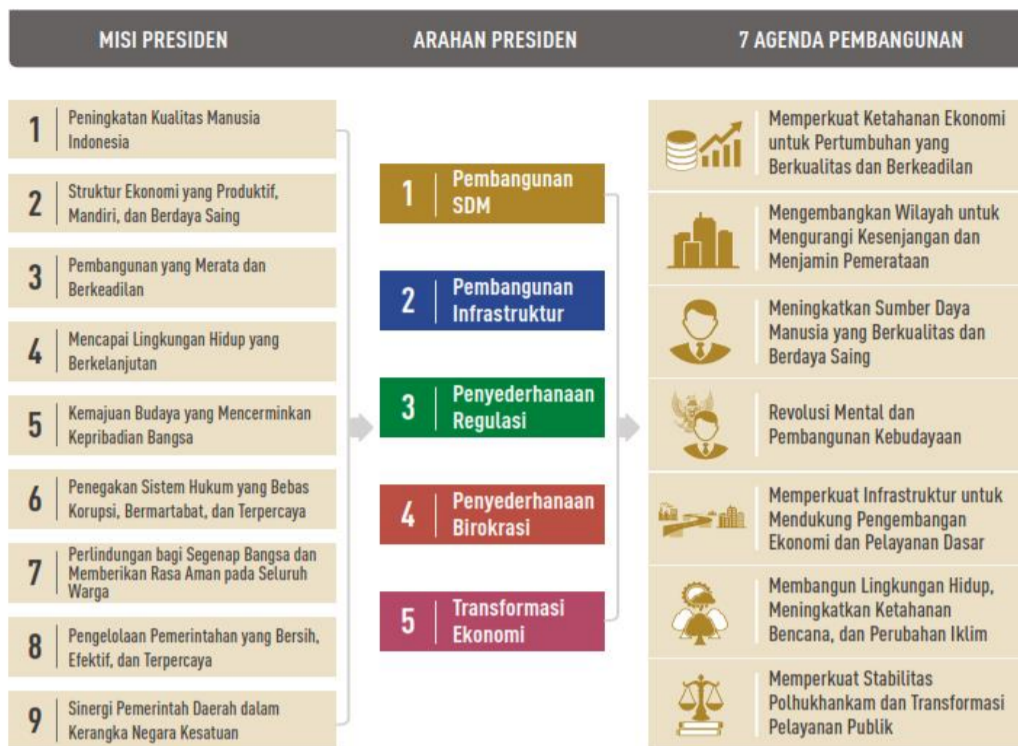 MISI PRESIDEN
ARAHAN PRESIDEN
7 AGENDA PEMBANGUNAN
1
Peningkatan Kualitas Manusia
Indonesia
2
Struktur Ekonomi yang Produktif,
Mandiri, dan Berdaya Saing
3
Pembangunan yang Merata dan
Berkeadilan
4
Mencapai Lingkungan Hidup yang
Berkelanjutan
5
Kemajuan Budaya yang Mencerminkan
Kepribadian Bangsa
6
Penegakan Sistem Hukum yang Bebas
Korupsi, Bermartabat, dan Terpercaya
7
Perlindungan bagi Segenap Bangsa dan
Memberikan Rasa Aman pada Seluruh
Warga
8
Pengelolaan Pemerintahan yang Bersih,
Efektif, dan Terpercaya
9
Sinergi Pemerintah Daerah dalam
Kerangka Negara Kesatuan
1
Pembangunan
SDM
2
Pembangunan
Infrastruktur
3
Penyederhanaan
Regulasi
4
Penyederhanaan
Birokrasi
5
Transformasi
Ekonomi
Memperkuat Ketahanan Ekonomi
untuk Pertumbuhan yang
Berkualitas dan Berkeadilan
Mengembangkan Wilayah untuk
Mengurangi Kesenjangan dan
Menjamin Pemerataan
Meningkatkan Sumber Daya
Manusia yang Berkualitas dan
Berdaya Saing
Revolusi Mental dan
Pembangunan Kebudayaan
Memperkuat Infrastruktur untuk
Mendukung Pengembangan
Ekonomi dan Pelayanan Dasar
Membangun Lingkungan Hidup,
Meningkatkan Ketahanan
Bencana, dan Perubahan Iklim
Memperkuat Stabilitas
Polhukhankam dan Transformasi
Pelayanan Publik